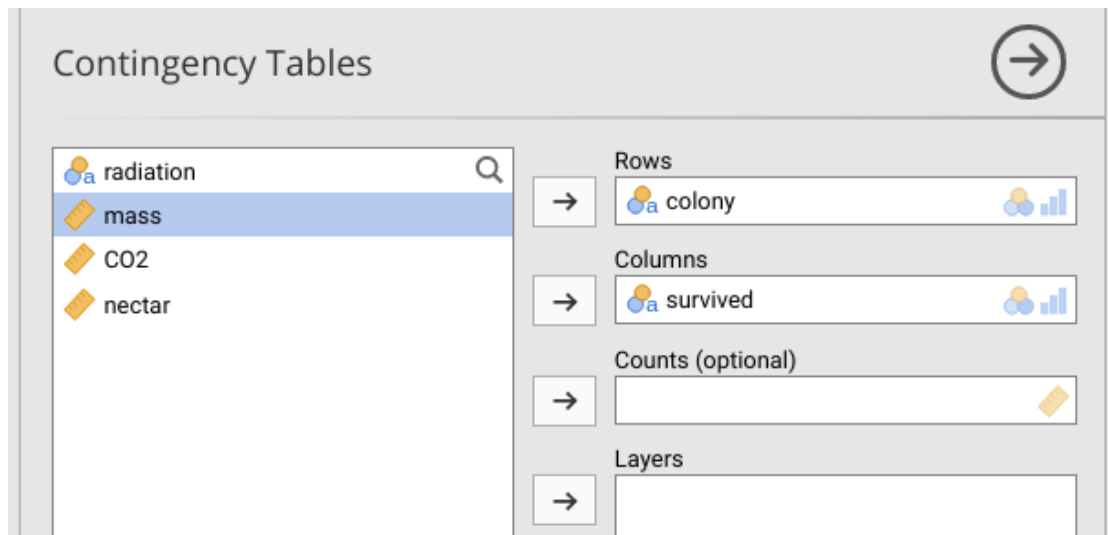 Contingency Tables
radiation
mass
CO2
nectar
Rows
colony
Columns
survived
Counts (optional)
Layers